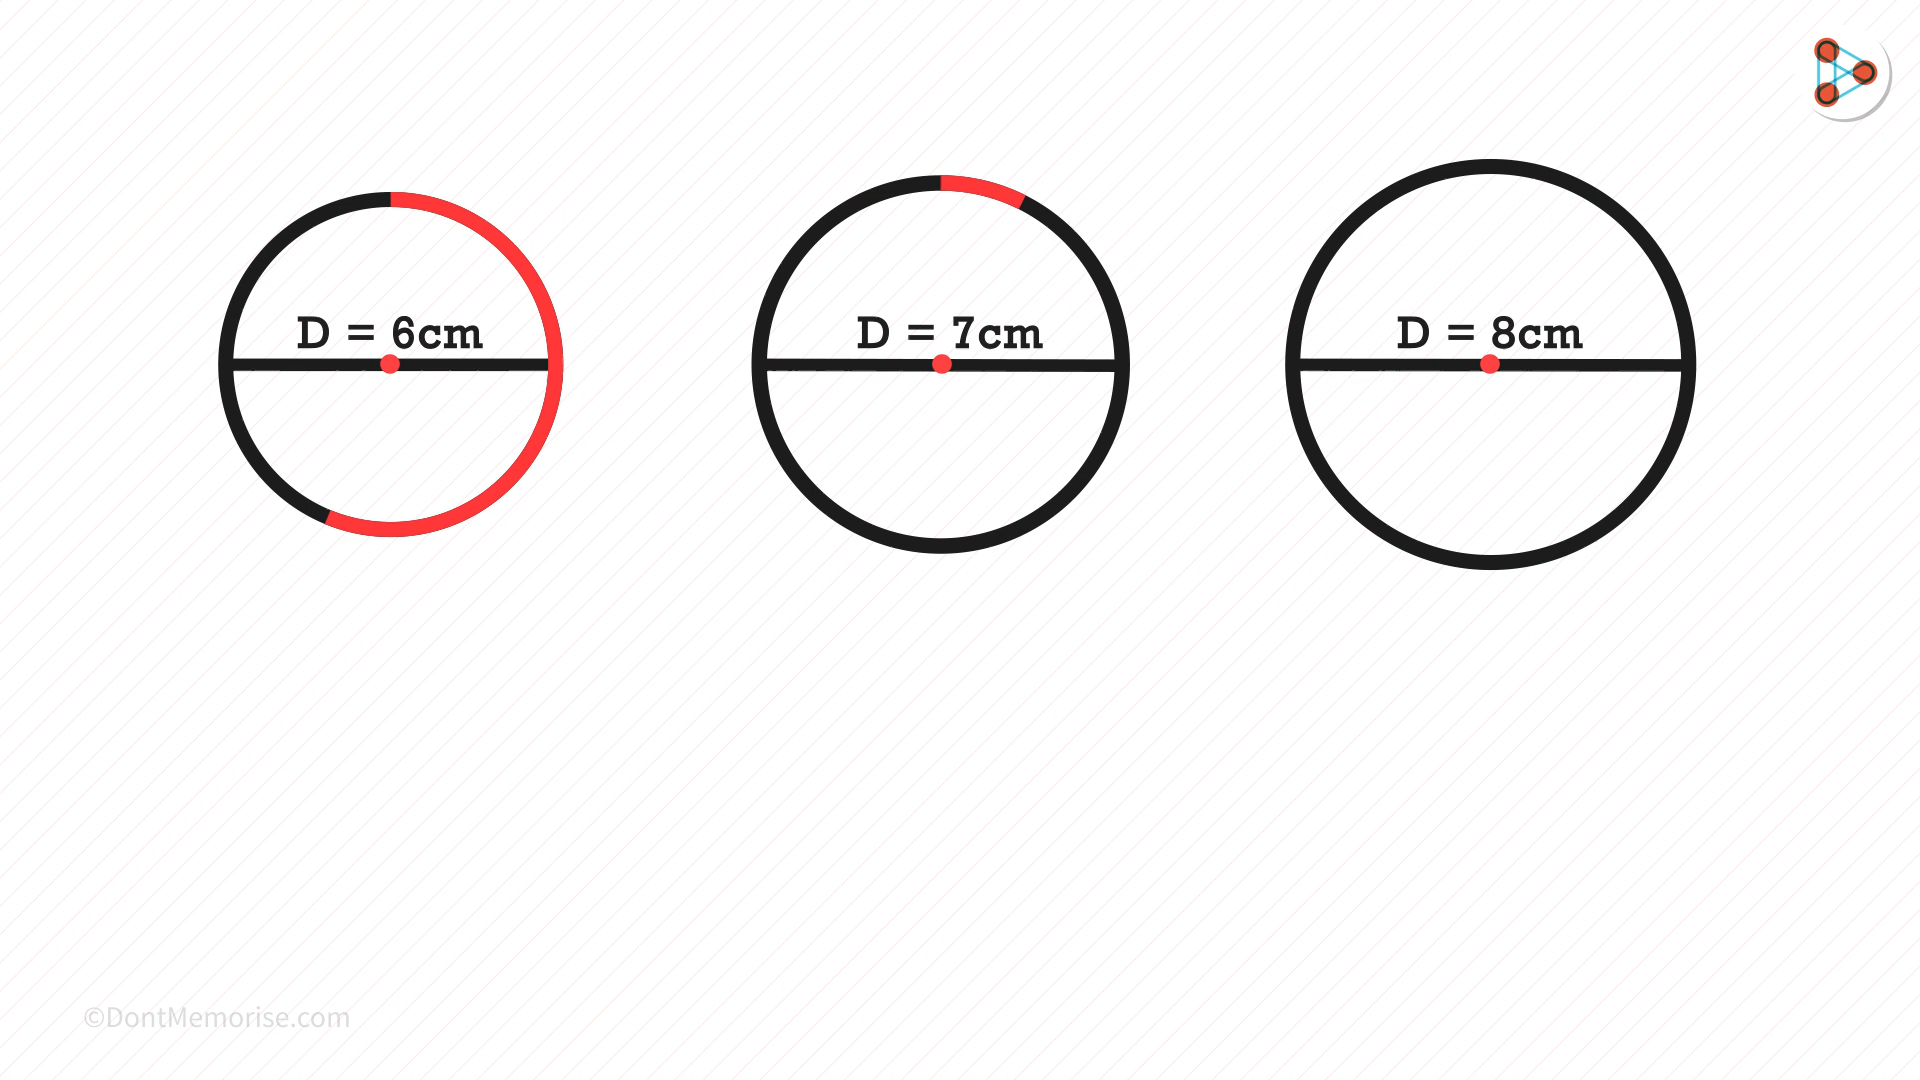 D = 6cm
D = 7cm
D = 8cm
©DontMemorise.com